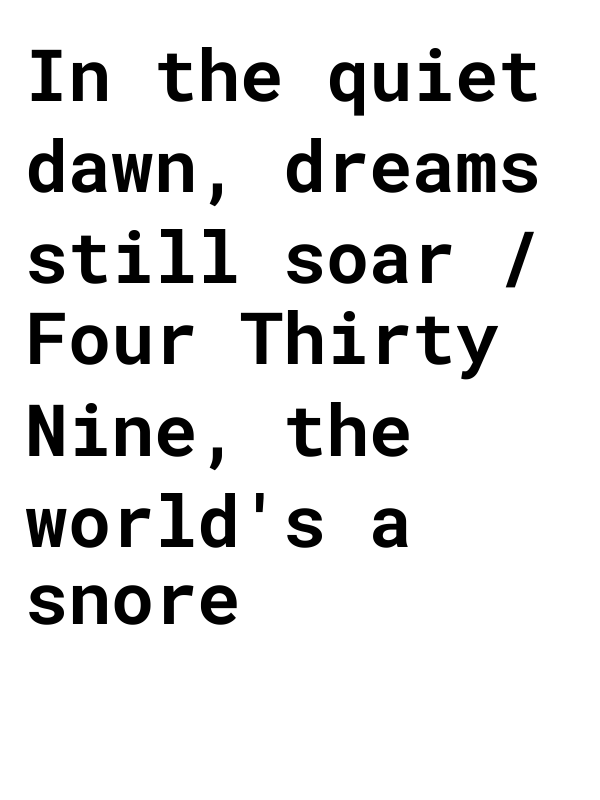 In the quiet
dawn, dreams
still soar /
Four Thirty
Nine, the
world's a
snore